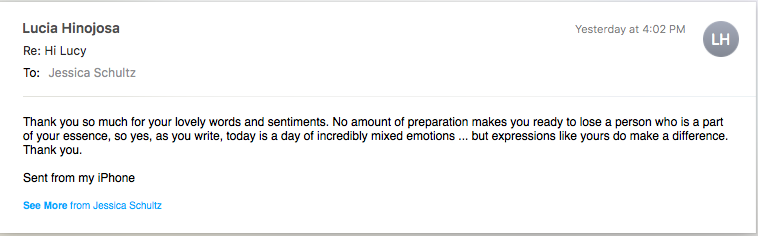 Lucia Hinojosa
Yesterday at 4:02 PM
LH
Re: Hi Lucy
To: Jessica Schultz
Thank you so much for your lovely words and sentiments. No amount of preparation makes you ready to lose a person who is a part
of your essence, so yes, as you write, today is a day of incredibly mixed emotions ... but expressions like yours do make a difference.
Thank you.
Sent from my iPhone
See More from Jessica Schultz